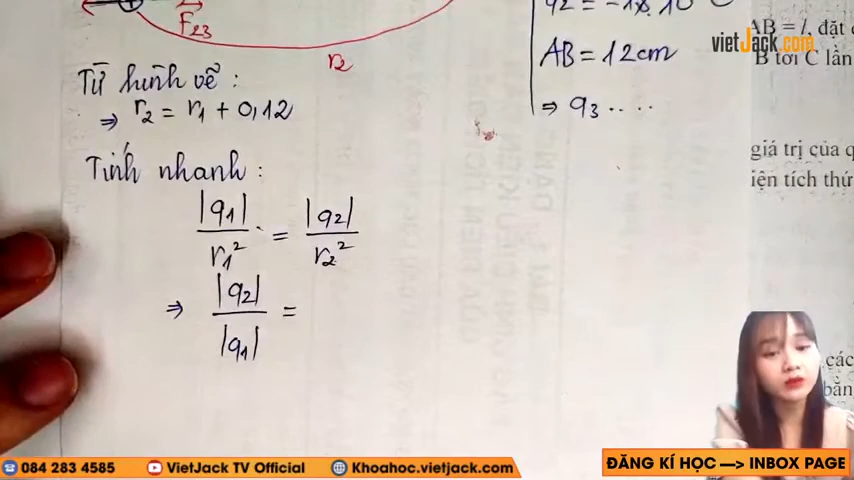 F₂₃
r₂
Từ hình vẽ :
⇒ r₂ = r₁ + 0,12
Tính nhanh :
|q₁| / r₁² = |q₂| / r₂²
⇒ |q₂| / |q₁| =
AB = 12cm
⇒ q₃ ....
vietJack.com
AB = l, đặt
B tới C lần
giá trị của q
iện tích thứ
các
bằn
084 283 4585
VietJack TV Official
Khoahoc.vietjack.com
ĐĂNG KÍ HỌC —> INBOX PAGE